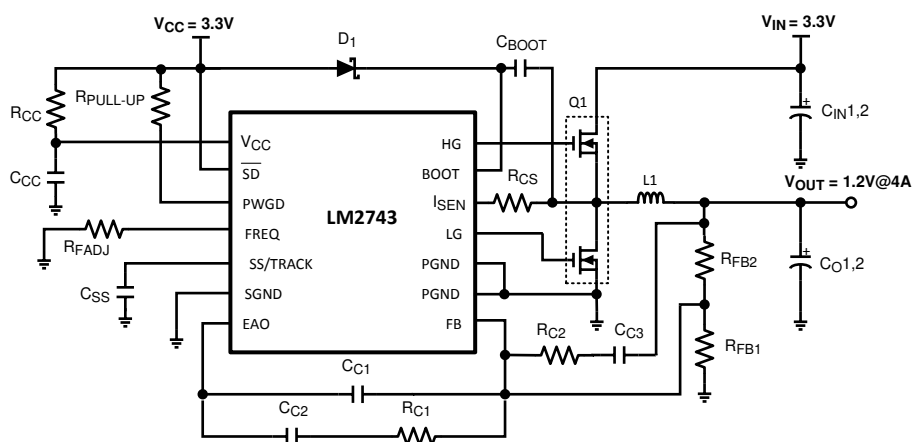 VCC = 3.3V
D1
CBOOT
VIN = 3.3V
RPULL-UP
RCC
Q1
CIN1,2
VCC
HG
CCC
SD
BOOT
RCS
L1
VOUT = 1.2V@4A
PWGD
ISEN
LM2743
FREQ
LG
RFADJ
SS/TRACK
PGND
RFB2
CO1,2
CSS
SGND
PGND
EAO
FB
RC2
CC3
RFB1
CC1
CC2
RC1